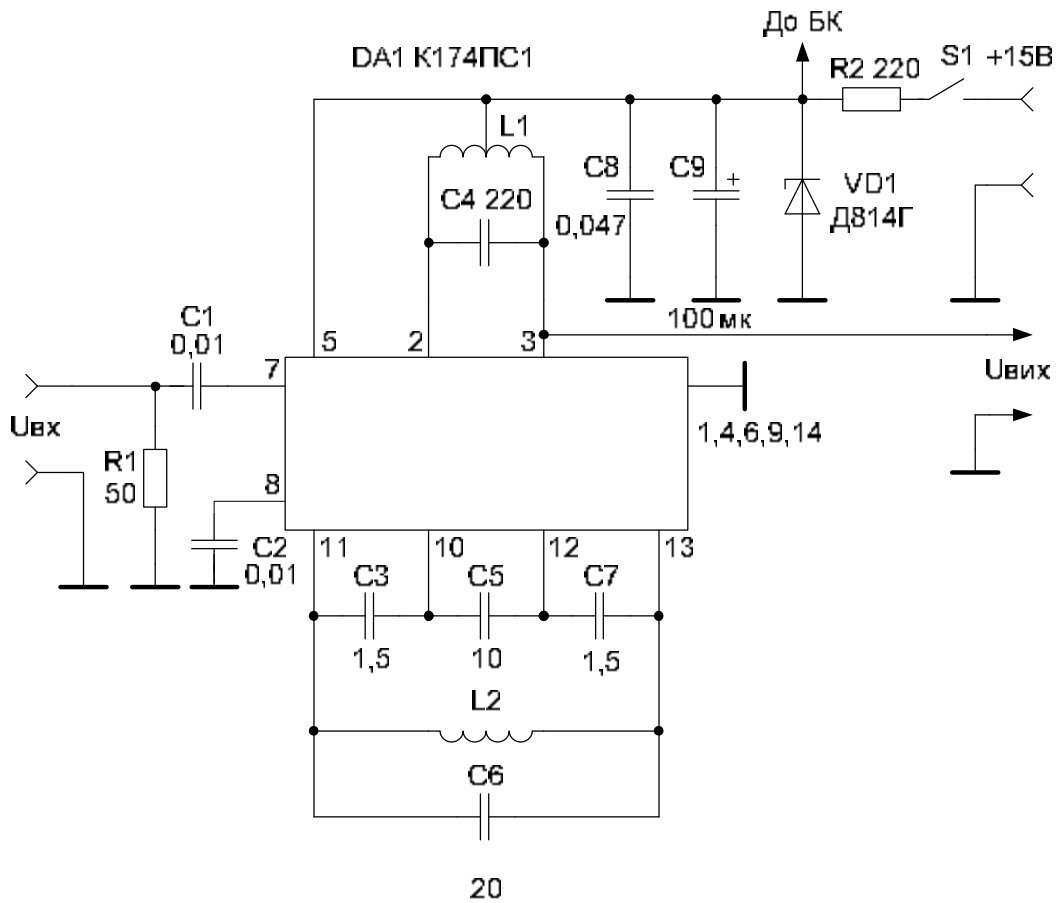 До БК
DA1 К174ПС1
R2 220
S1 +15В
L1
C8
C9
+
C4 220
0,047
VD1
Д814Г
C1
0,01
100 мк
5
2
3
7
Uвих
Uвх
1,4,6,9,14
R1
50
8
C2
0,01
11
10
12
13
C3
C5
C7
1,5
10
1,5
L2
C6
20